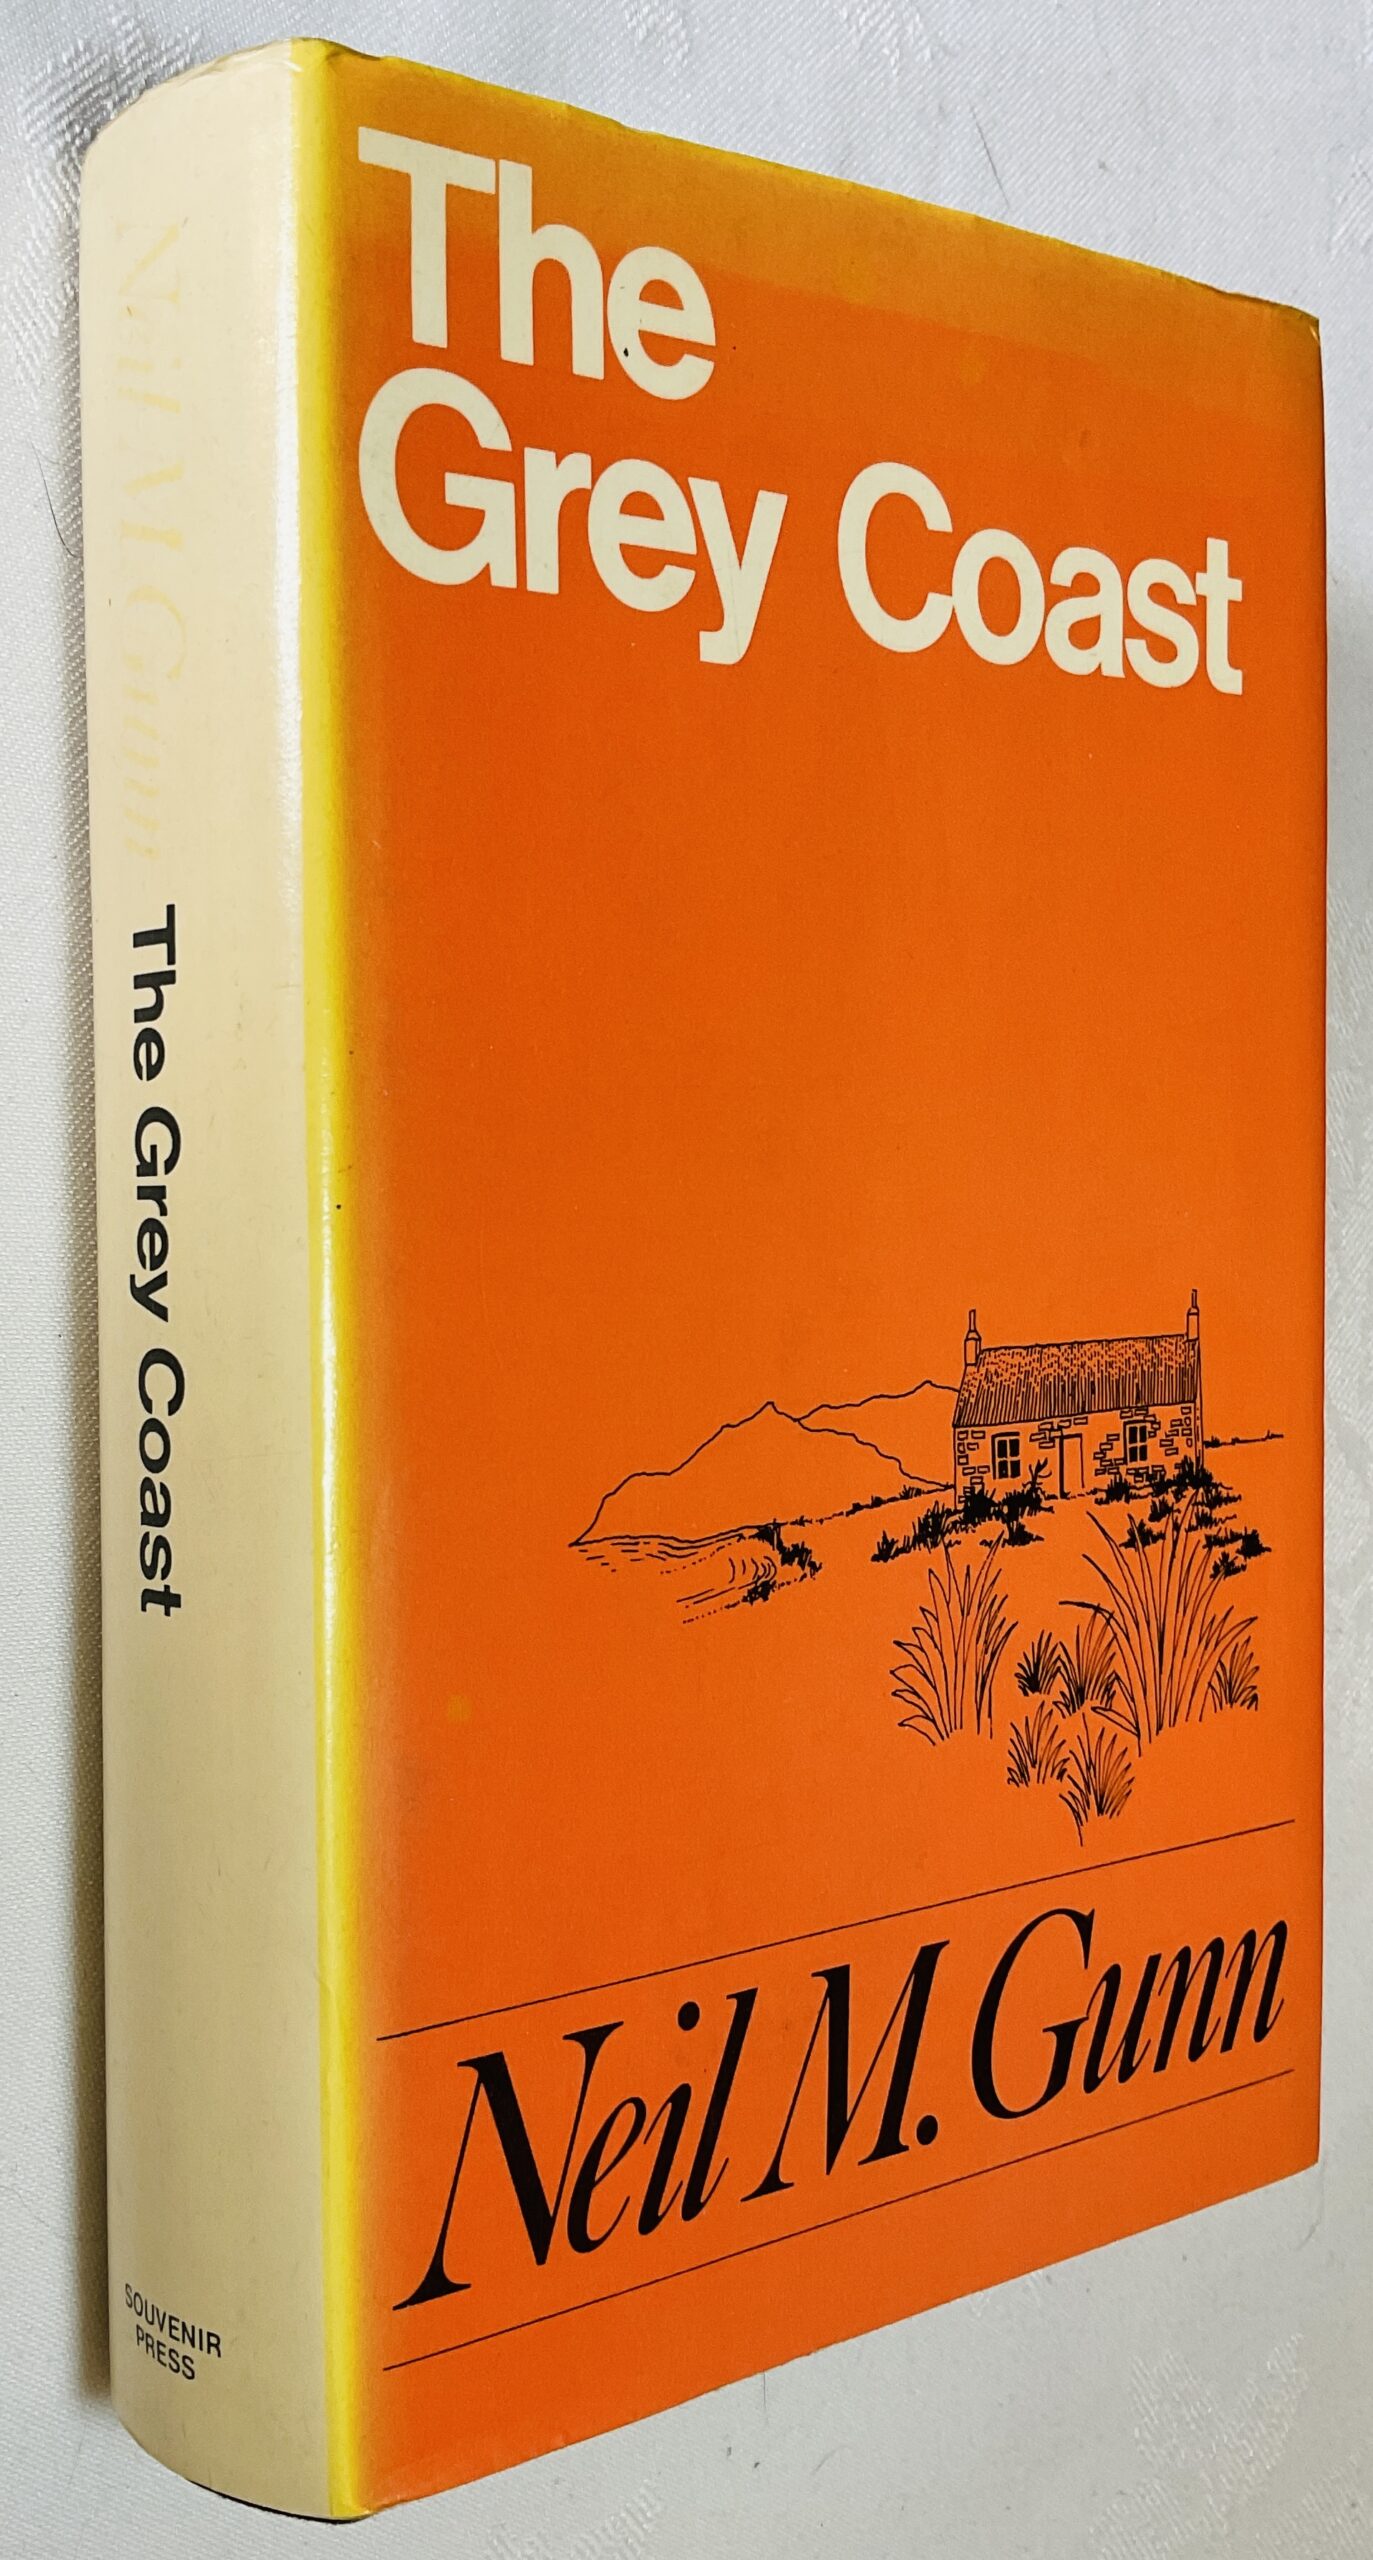 The
Grey Coast
Neil M. Gunn
Neil M. Gunn
The Grey Coast
SOUVENIR
PRESS